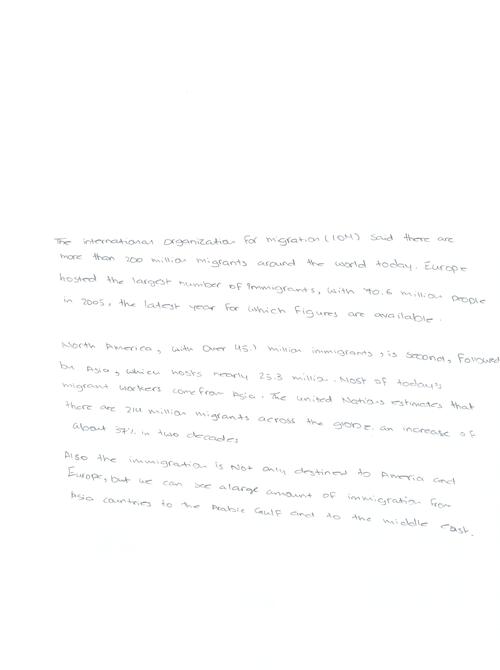 The international organization for migration (IOM) said there are
more than 200 million migrants around the world today. Europe
hosted the largest number of immigrants, with 70.6 million people
in 2005, the latest year for which figures are available.
North America, with over 45.1 million immigrants, is second, followed
by Asia, which hosts nearly 25.3 million. Most of today's
migrant workers come from Asia. The united Nations estimates that
there are 214 million migrants across the globe. an increase of
about 37% in two decades
Also the immigration is Not only destined to America and
Europe, but we can see a large amount of immigration from
Asia countries to the Arabic Gulf and to the middle east.